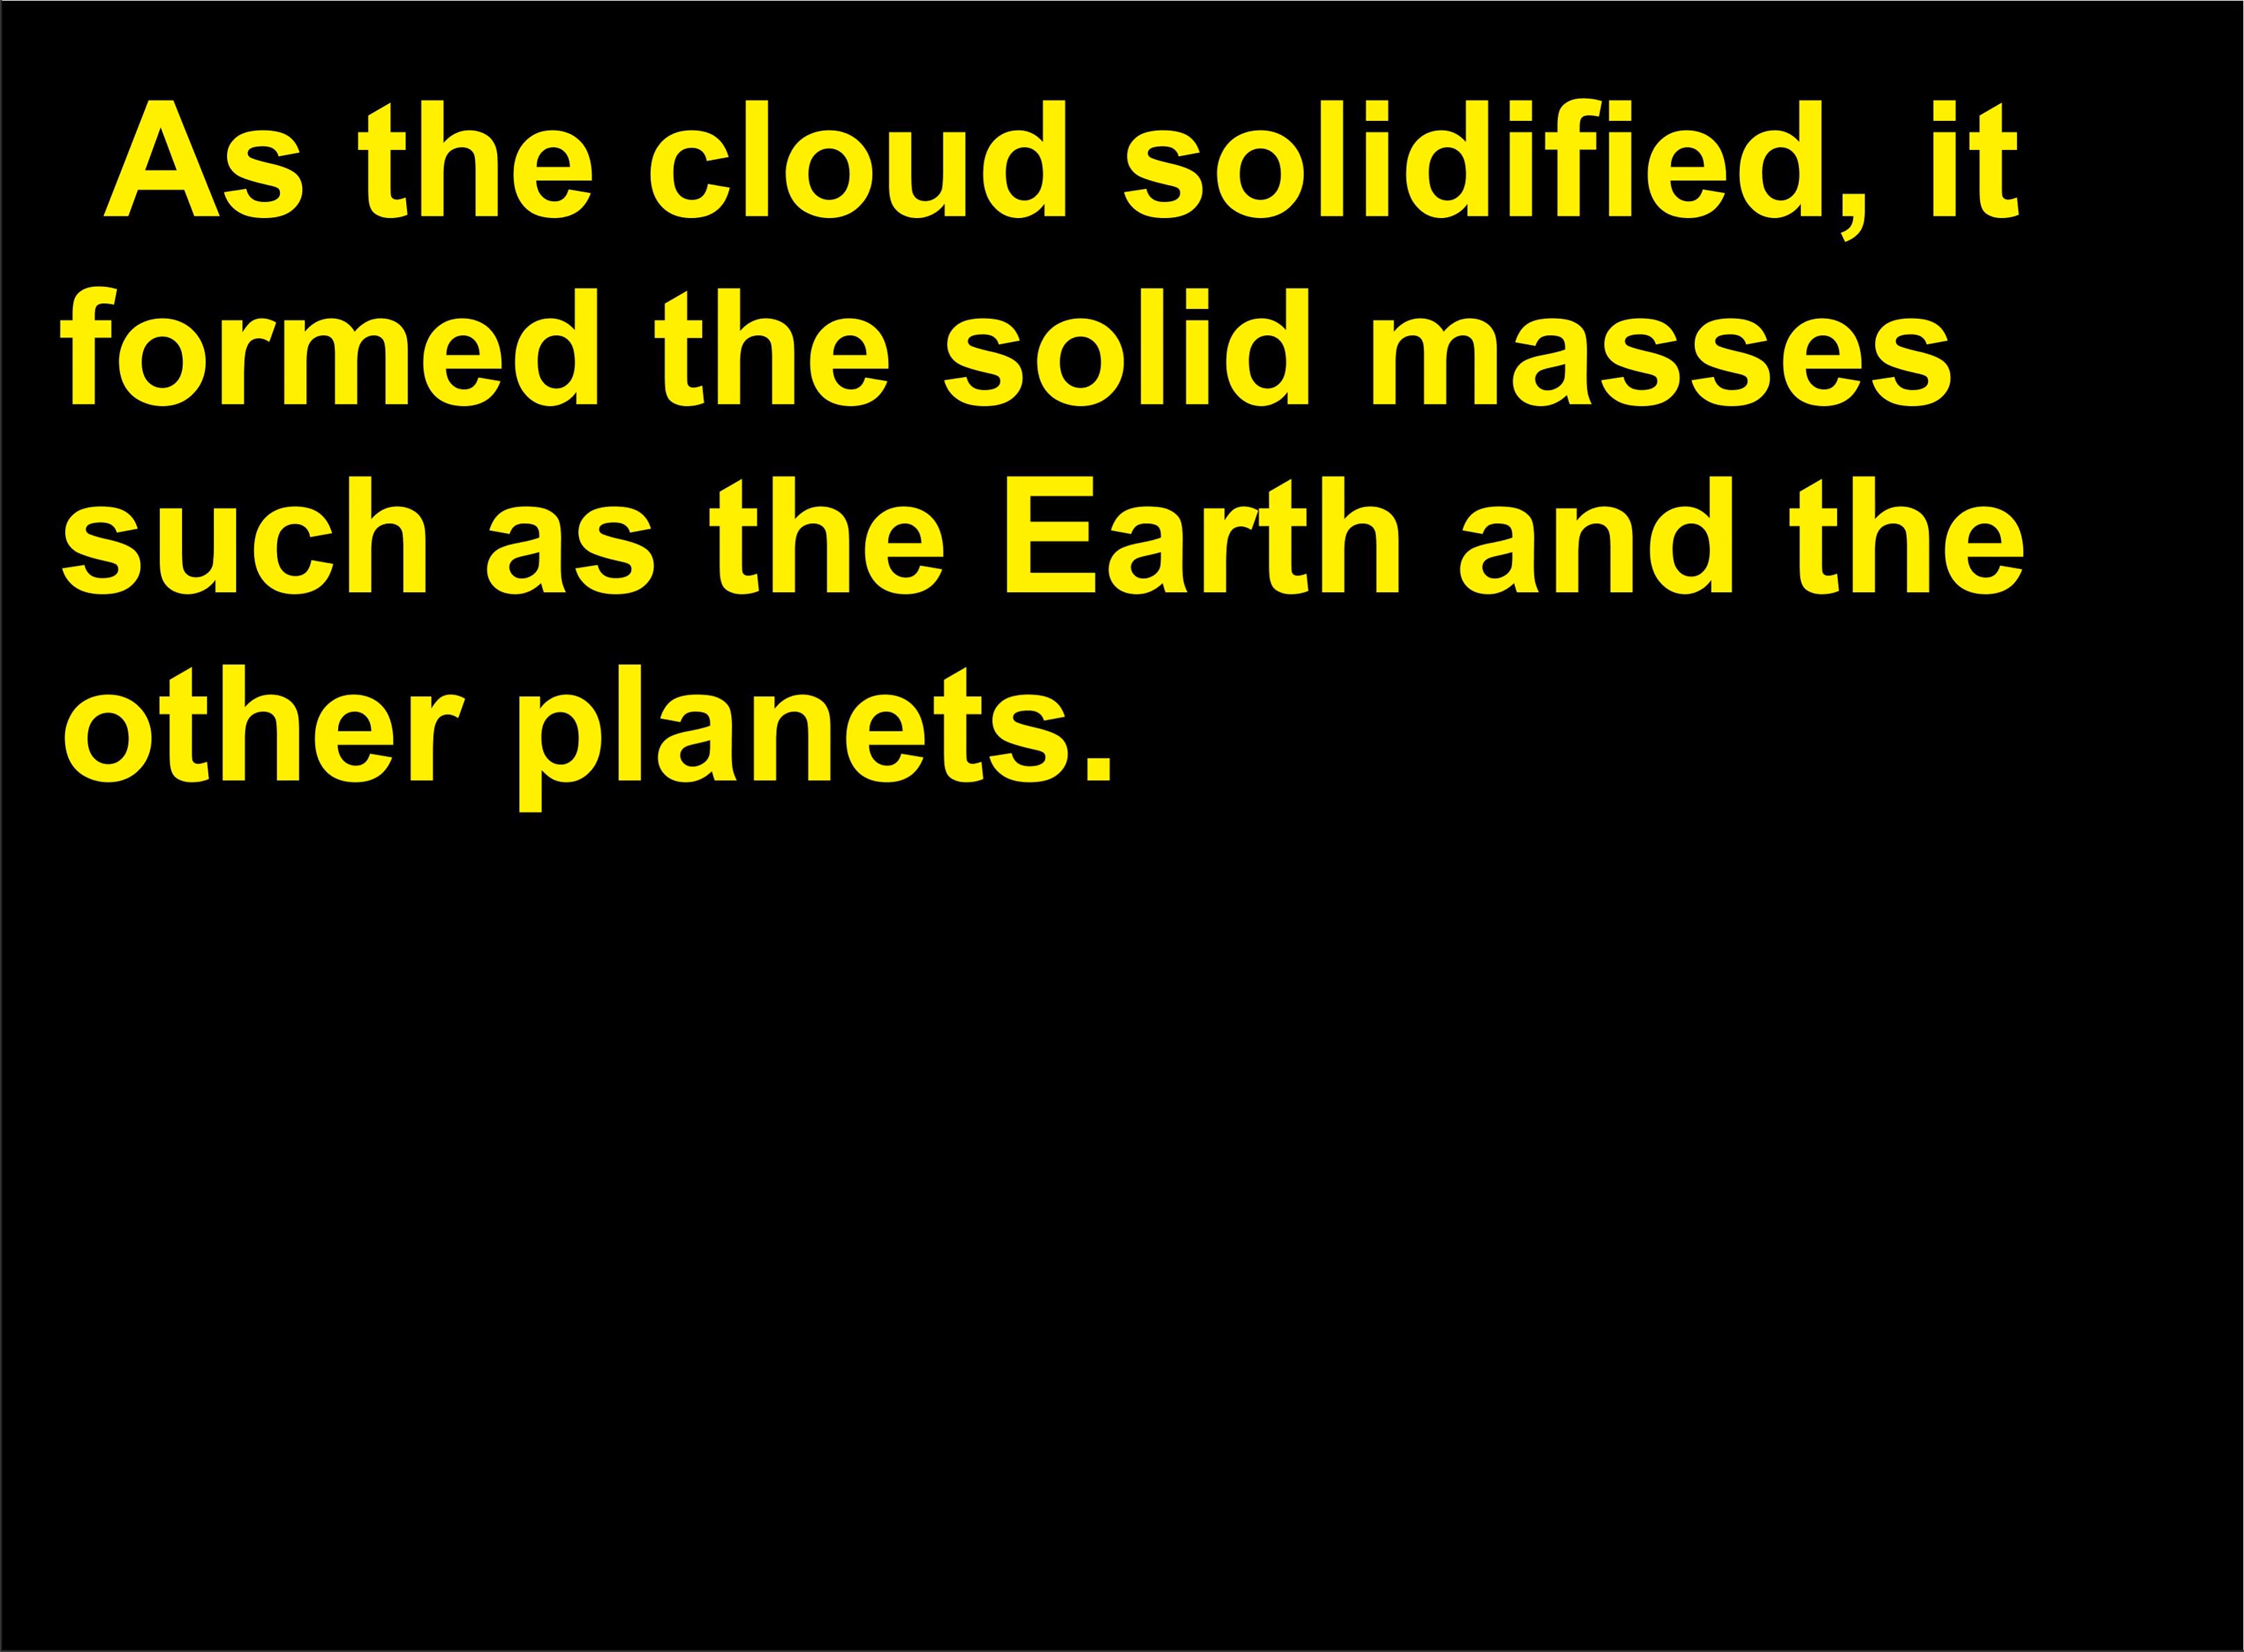 As the cloud solidified, it
formed the solid masses
such as the Earth and the
other planets.